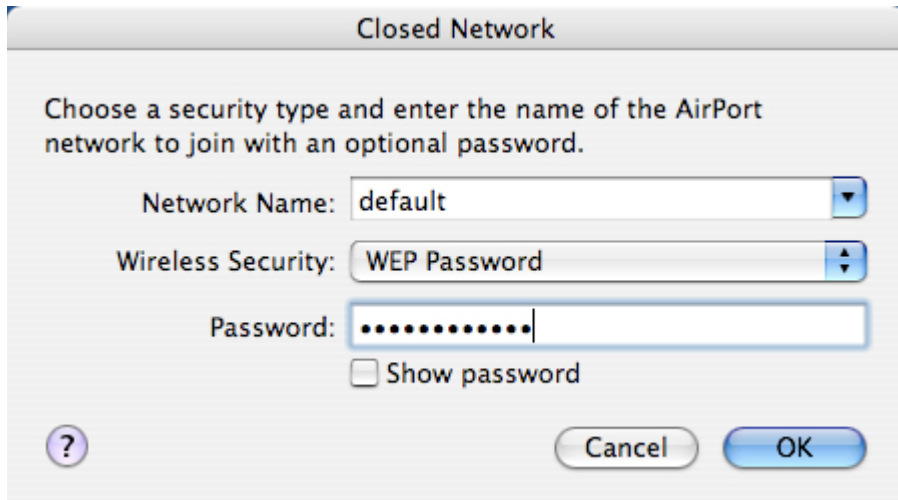 Closed Network
Choose a security type and enter the name of the AirPort
network to join with an optional password.
Network Name: default
Wireless Security: WEP Password
Password: ••••••••••••
Show password
? Cancel OK